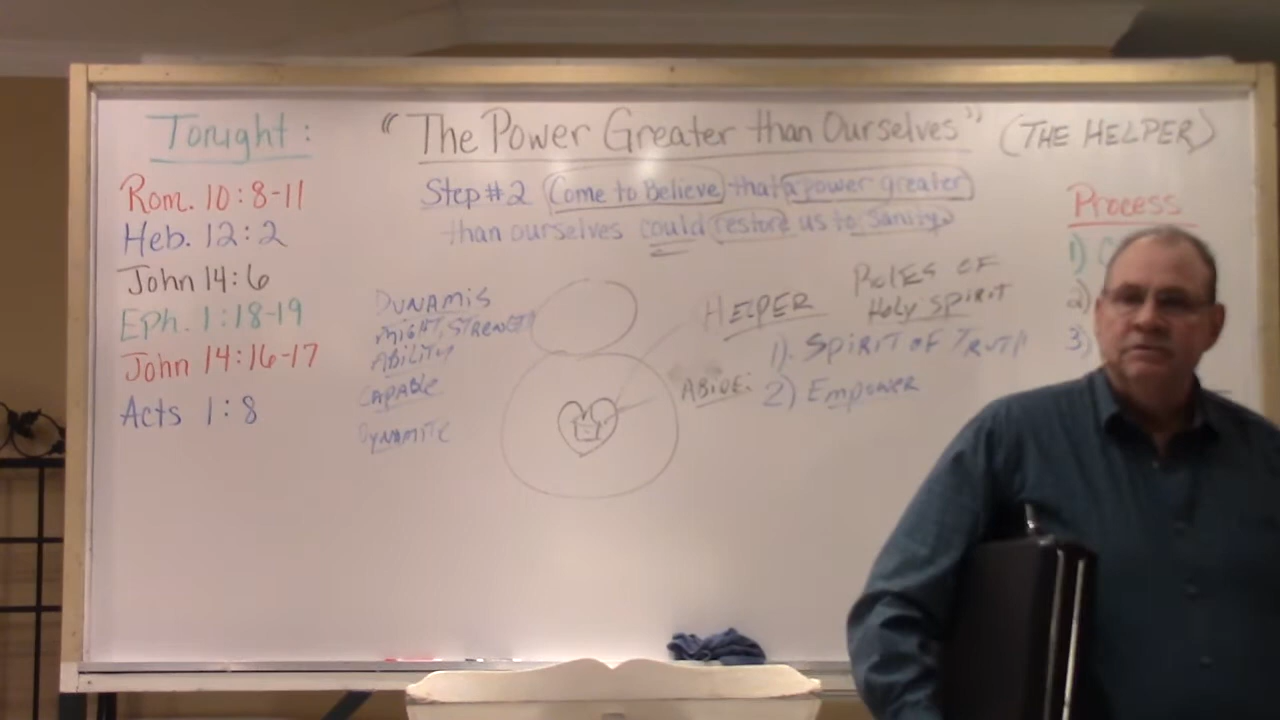 Tonight:
Rom. 10:8-11
Heb. 12:2
John 14:6
Eph. 1:18-19
John 14:16-17
Acts 1:8
"The Power Greater than Ourselves" (THE HELPER)
Step #2 Come to Believe that a power greater
than ourselves could restore us to sanity.
DUNAMIS
MIGHT, STRENGTH
ABILITY
CAPABLE
DYNAMITE
HELPER
ROLES OF
HOLY SPIRIT
1). SPIRIT OF TRUTH
ABIDE:
2) EMPOWER
Process
1) C
2)
3)